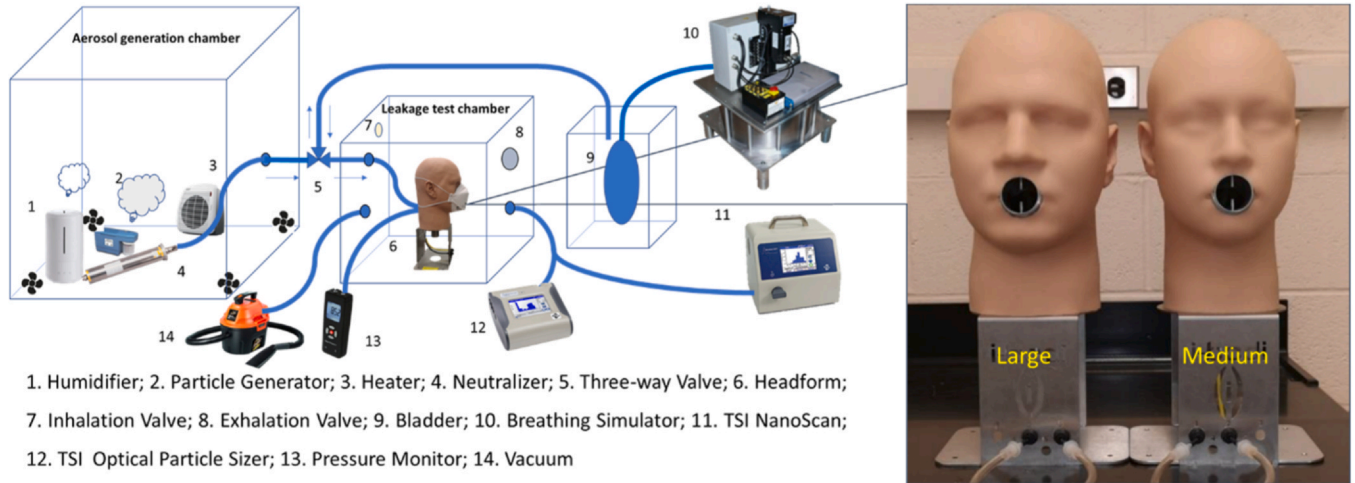 Aerosol generation chamber
Leakage test chamber
1
2
3
4
5
6
7
8
9
10
11
12
13
14
1. Humidifier; 2. Particle Generator; 3. Heater; 4. Neutralizer; 5. Three-way Valve; 6. Headform;
7. Inhalation Valve; 8. Exhalation Valve; 9. Bladder; 10. Breathing Simulator; 11. TSI NanoScan;
12. TSI Optical Particle Sizer; 13. Pressure Monitor; 14. Vacuum
Large
Medium